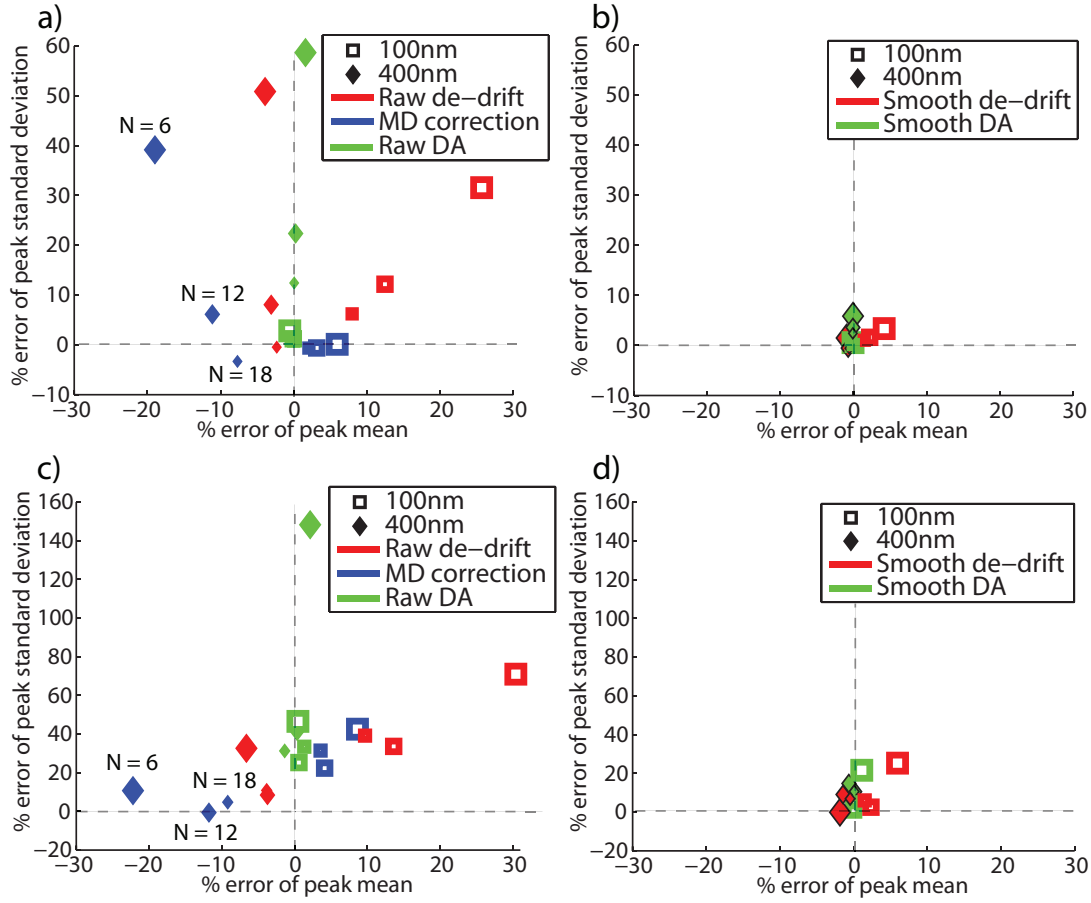 a)
% error of peak standard deviation
60
50
40
30
20
10
0
−10
−30
−20
−10
0
10
20
30
% error of peak mean
100nm
400nm
Raw de−drift
MD correction
Raw DA
N = 6
N = 12
N = 18
b)
% error of peak standard deviation
60
50
40
30
20
10
0
−10
−30
−20
−10
0
10
20
30
% error of peak mean
100nm
400nm
Smooth de−drift
Smooth DA
c)
% error of peak standard deviation
160
140
120
100
80
60
40
20
0
−20
−30
−20
−10
0
10
20
30
% error of peak mean
100nm
400nm
Raw de−drift
MD correction
Raw DA
N = 6
N = 18
N = 12
d)
% error of peak standard deviation
160
140
120
100
80
60
40
20
0
−20
−30
−20
−10
0
10
20
30
% error of peak mean
100nm
400nm
Smooth de−drift
Smooth DA